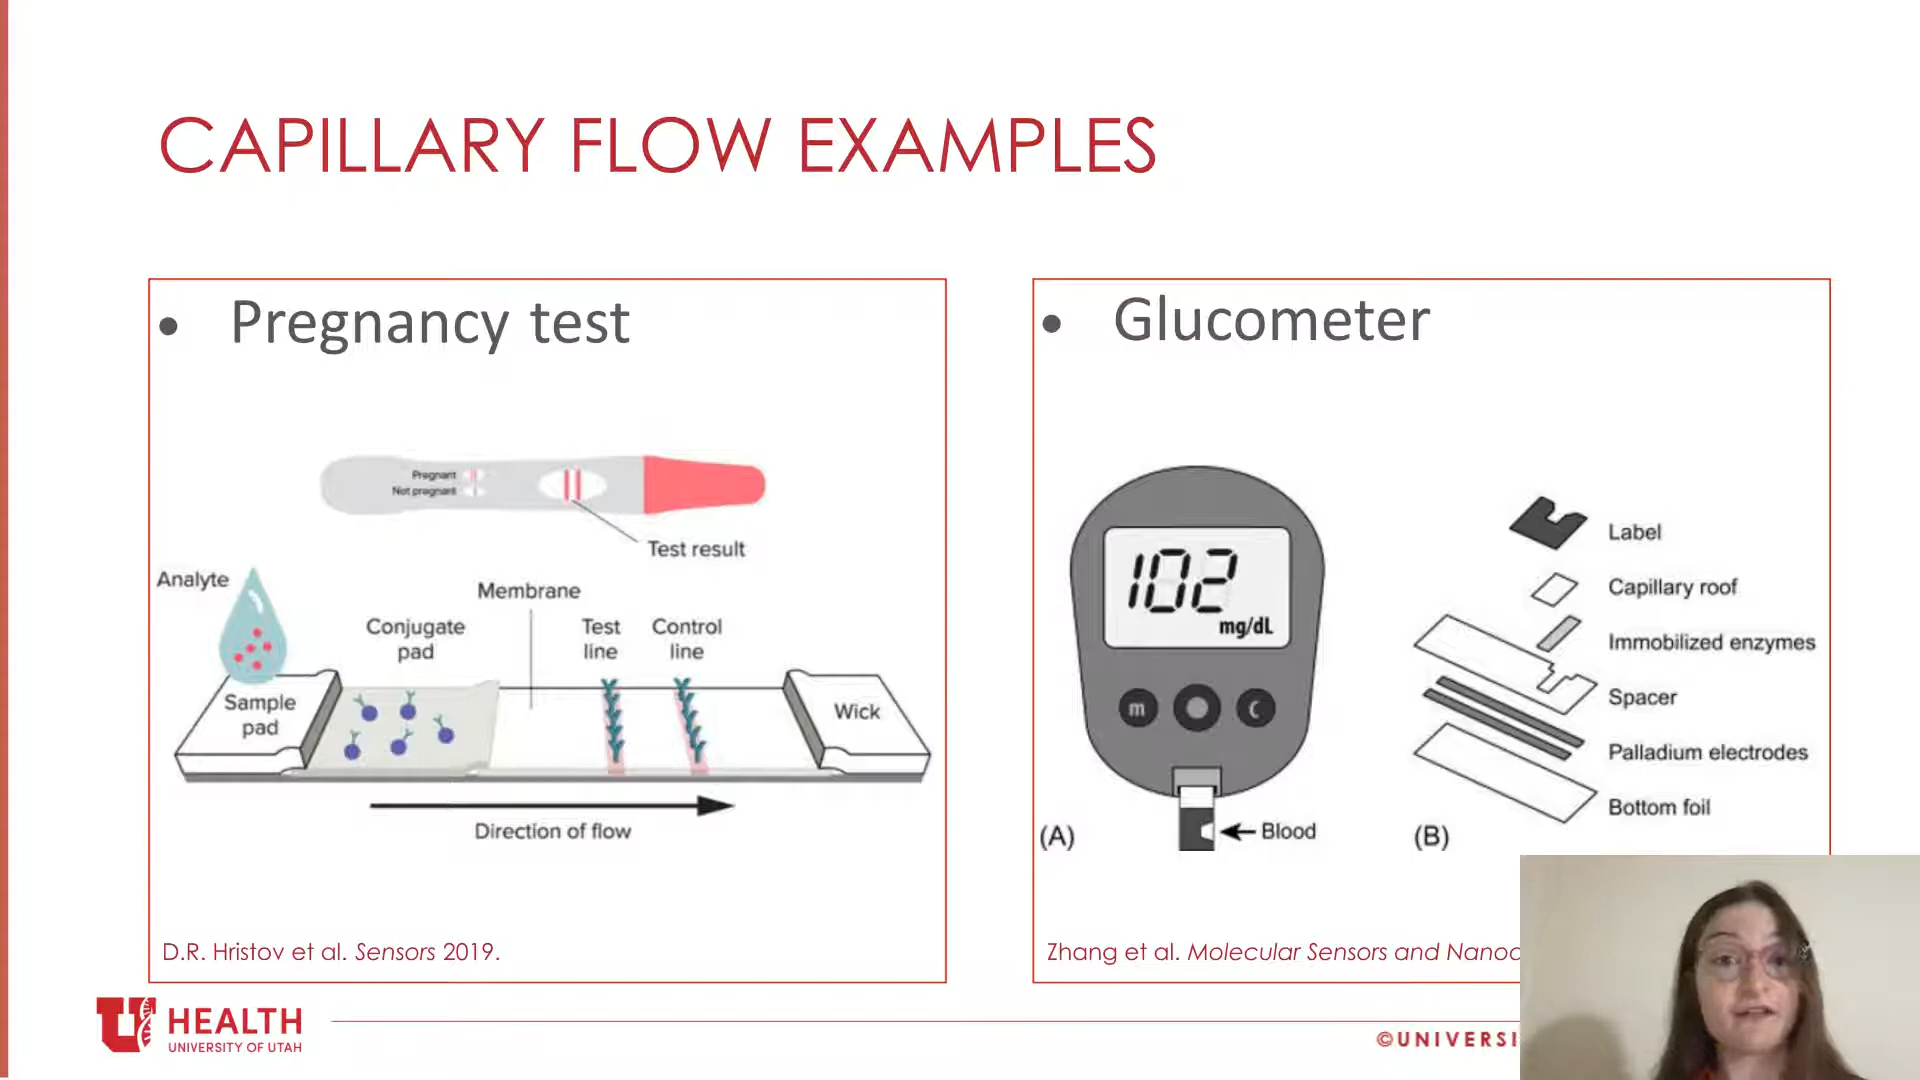 CAPILLARY FLOW EXAMPLES
• Pregnancy test
Pregnant
Not pregnant
Test result
Analyte
Membrane
Conjugate
pad
Test
line
Control
line
Sample
pad
Wick
Direction of flow
D.R. Hristov et al. Sensors 2019.
• Glucometer
102
mg/dL
m
C
Blood
(A)
Label
Capillary roof
Immobilized enzymes
Spacer
Palladium electrodes
Bottom foil
(B)
Zhang et al. Molecular Sensors and
U HEALTH
UNIVERSITY OF UTAH